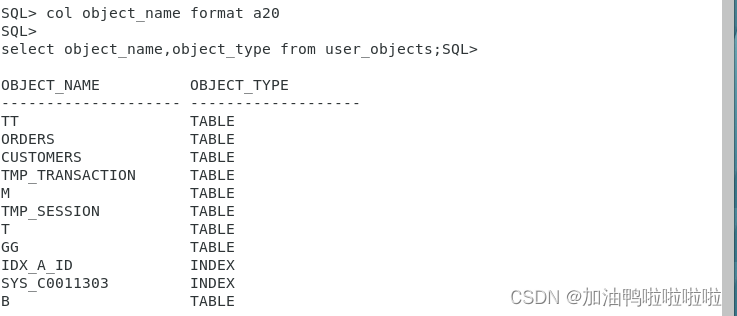 SQL> col object_name format a20
SQL>
select object_name,object_type from user_objects;SQL>
OBJECT_NAME          OBJECT_TYPE
-------------------- -------------------
TT                   TABLE
ORDERS               TABLE
CUSTOMERS            TABLE
TMP_TRANSACTION      TABLE
M                    TABLE
TMP_SESSION          TABLE
T                    TABLE
GG                   TABLE
IDX_A_ID             INDEX
SYS_C0011303         INDEX
B                    TABLE
CSDN @加油鸭啦啦啦啦